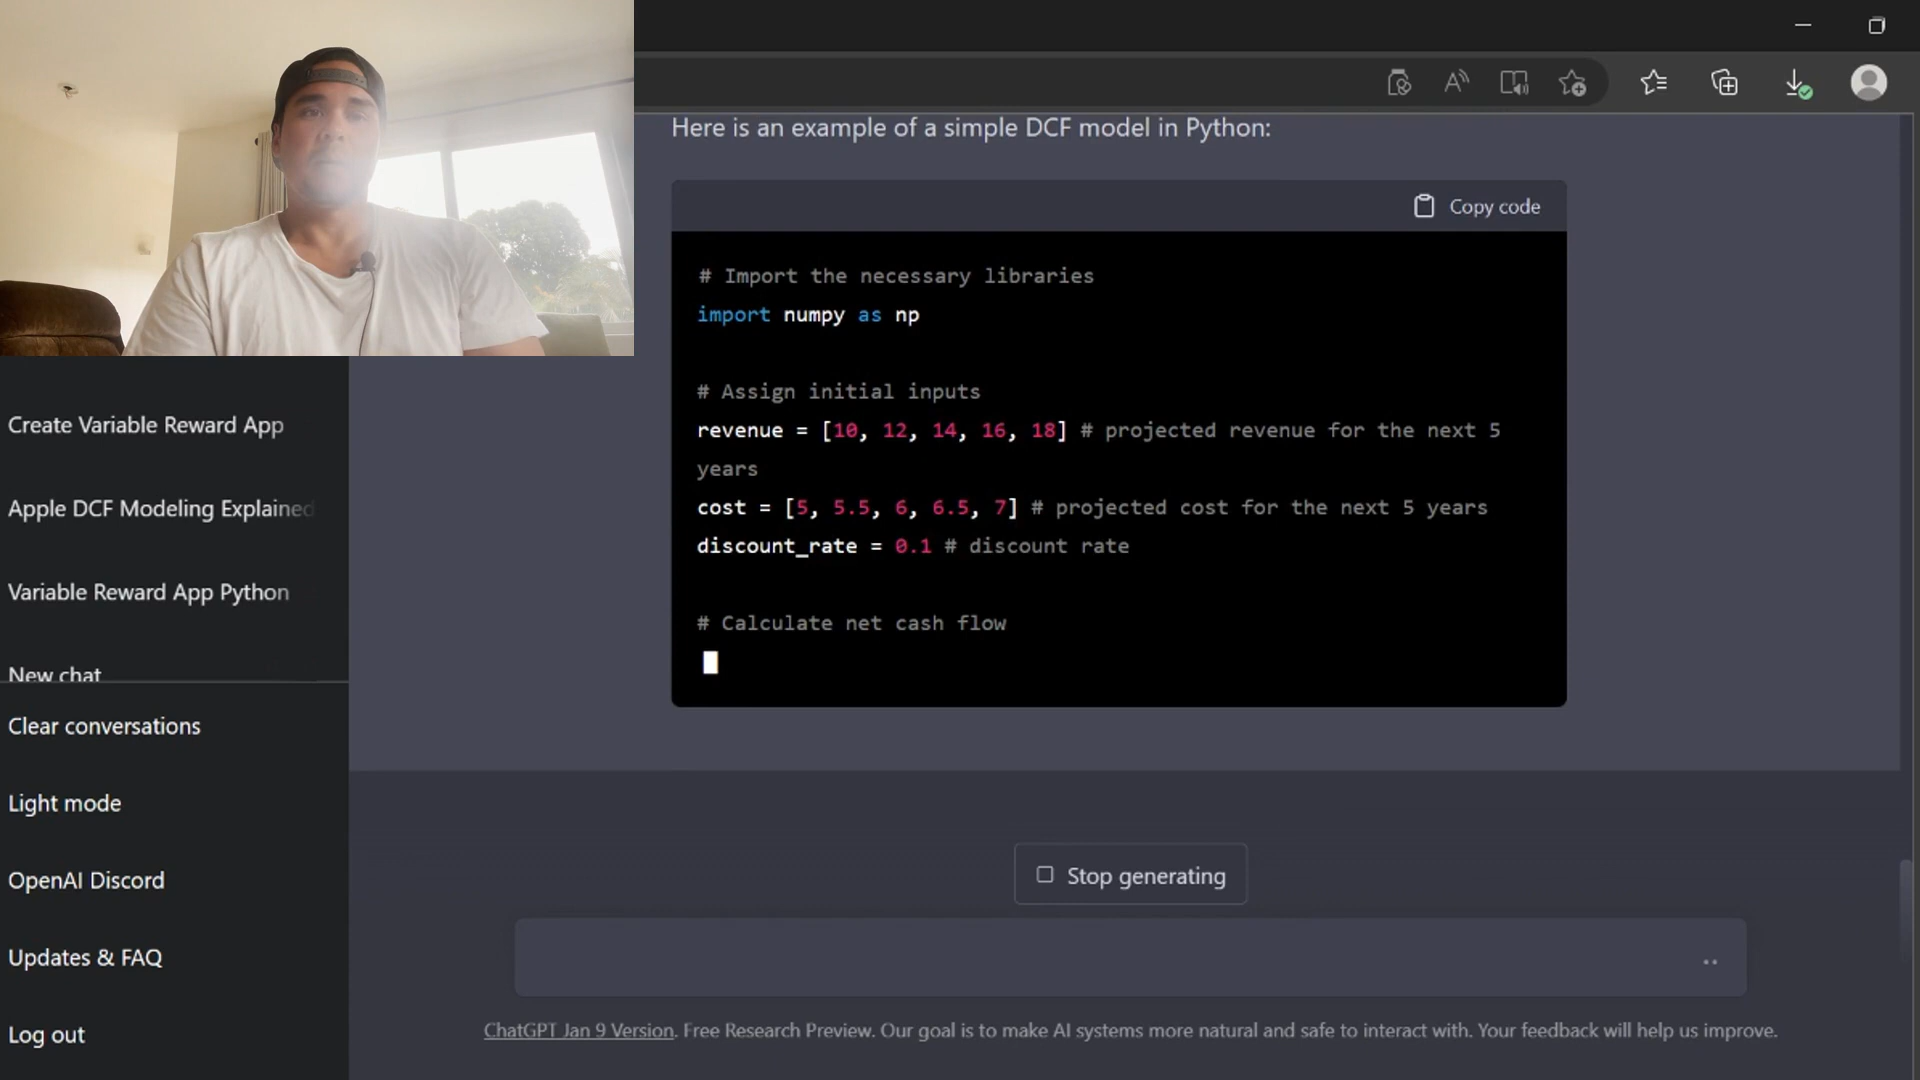 Here is an example of a simple DCF model in Python:
Copy code
# Import the necessary libraries
import numpy as np
# Assign initial inputs
revenue = [10, 12, 14, 16, 18] # projected revenue for the next 5
years
cost = [5, 5.5, 6, 6.5, 7] # projected cost for the next 5 years
discount_rate = 0.1 # discount rate
# Calculate net cash flow
Create Variable Reward App
Apple DCF Modeling Explained
Variable Reward App Python
New chat
Clear conversations
Light mode
OpenAI Discord
Updates & FAQ
Log out
Stop generating
ChatGPT Jan 9 Version. Free Research Preview. Our goal is to make AI systems more natural and safe to interact with. Your feedback will help us improve.